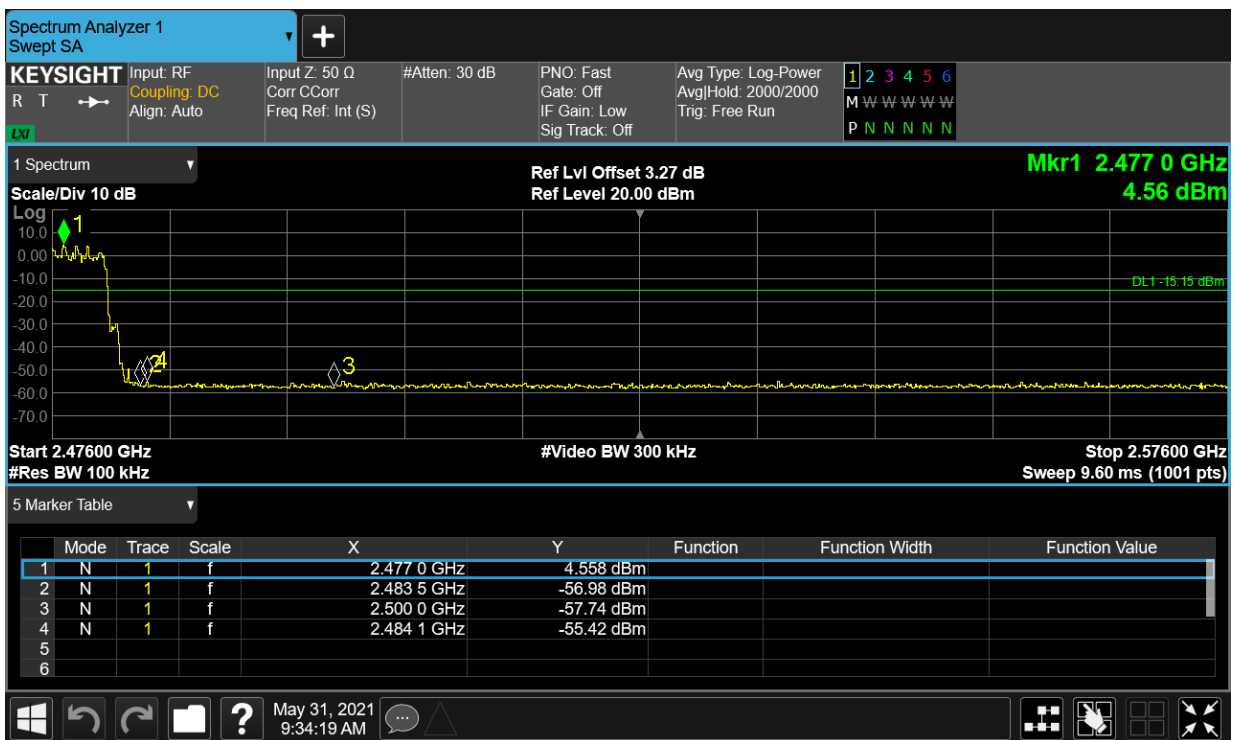 Spectrum Analyzer 1
Swept SA
+
KEYSIGHT
R T
LXI
Input: RF
Coupling: DC
Align: Auto
Input Z: 50 Ω
Corr CCorr
Freq Ref: Int (S)
#Atten: 30 dB
PNO: Fast
Gate: Off
IF Gain: Low
Sig Track: Off
Avg Type: Log-Power
Avg|Hold: 2000/2000
Trig: Free Run
1 2 3 4 5 6
M W W W W W
P N N N N N
1 Spectrum
Scale/Div 10 dB
Ref Lvl Offset 3.27 dB
Ref Level 20.00 dBm
Mkr1 2.477 0 GHz
4.56 dBm
Log
10.0
0.00
-10.0
-20.0
-30.0
-40.0
-50.0
-60.0
-70.0
1
2
4
3
DL1 -15.15 dBm
Start 2.47600 GHz
#Video BW 300 kHz
Stop 2.57600 GHz
#Res BW 100 kHz
Sweep 9.60 ms (1001 pts)
5 Marker Table
Mode Trace Scale X Y Function Function Width Function Value
1 N 1 f 2.477 0 GHz 4.558 dBm
2 N 1 f 2.483 5 GHz -56.98 dBm
3 N 1 f 2.500 0 GHz -57.74 dBm
4 N 1 f 2.484 1 GHz -55.42 dBm
5
6
?
May 31, 2021
9:34:19 AM